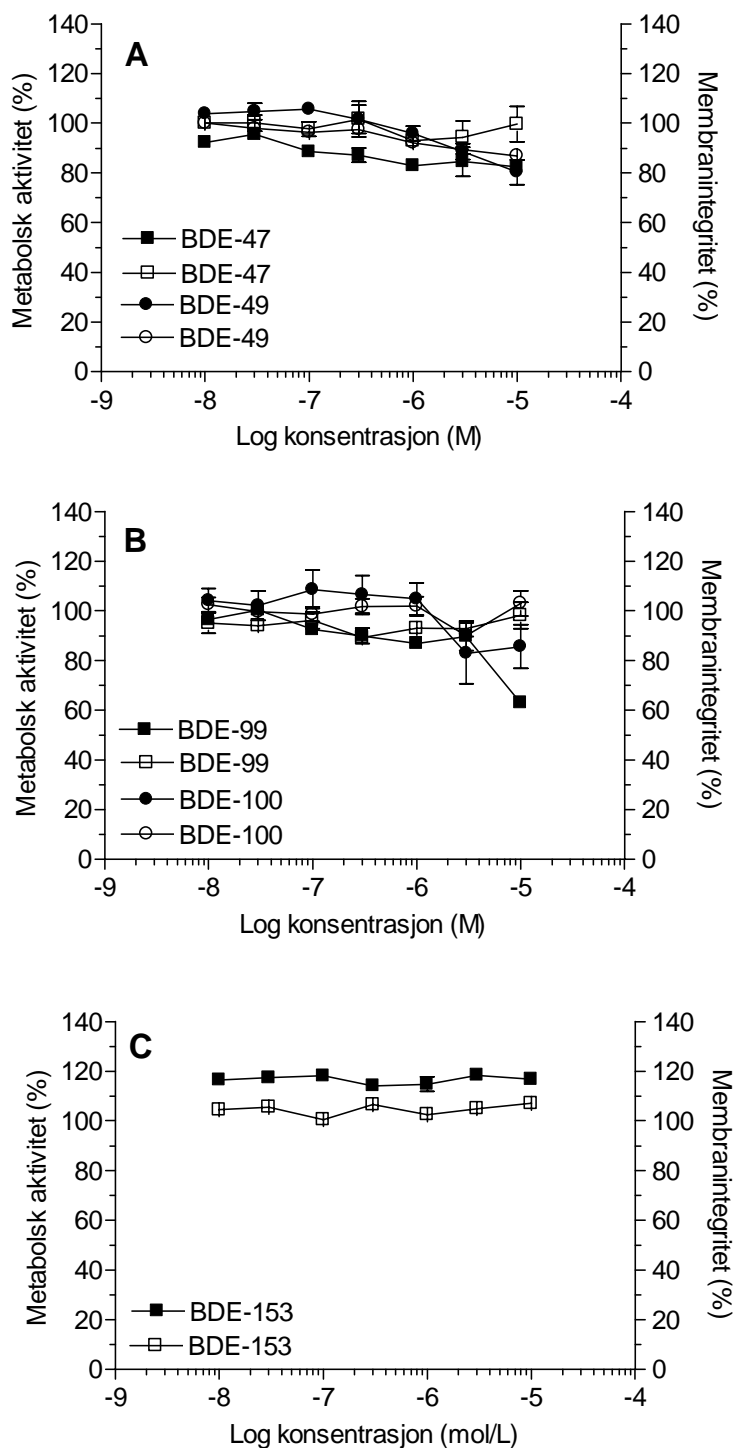 A
Metabolsk aktivitet (%)
140
120
100
80
60
40
20
0
Membranintegritet (%)
140
120
100
80
60
40
20
0
BDE-47
BDE-47
BDE-49
BDE-49
-9 -8 -7 -6 -5 -4
Log konsentrasjon (M)
B
Metabolsk aktivitet (%)
140
120
100
80
60
40
20
0
Membranintegritet (%)
140
120
100
80
60
40
20
0
BDE-99
BDE-99
BDE-100
BDE-100
-9 -8 -7 -6 -5 -4
Log konsentrasjon (M)
C
Metabolsk aktivitet (%)
140
120
100
80
60
40
20
0
Membranintegritet (%)
140
120
100
80
60
40
20
0
BDE-153
BDE-153
-9 -8 -7 -6 -5 -4
Log konsentrasjon (mol/L)